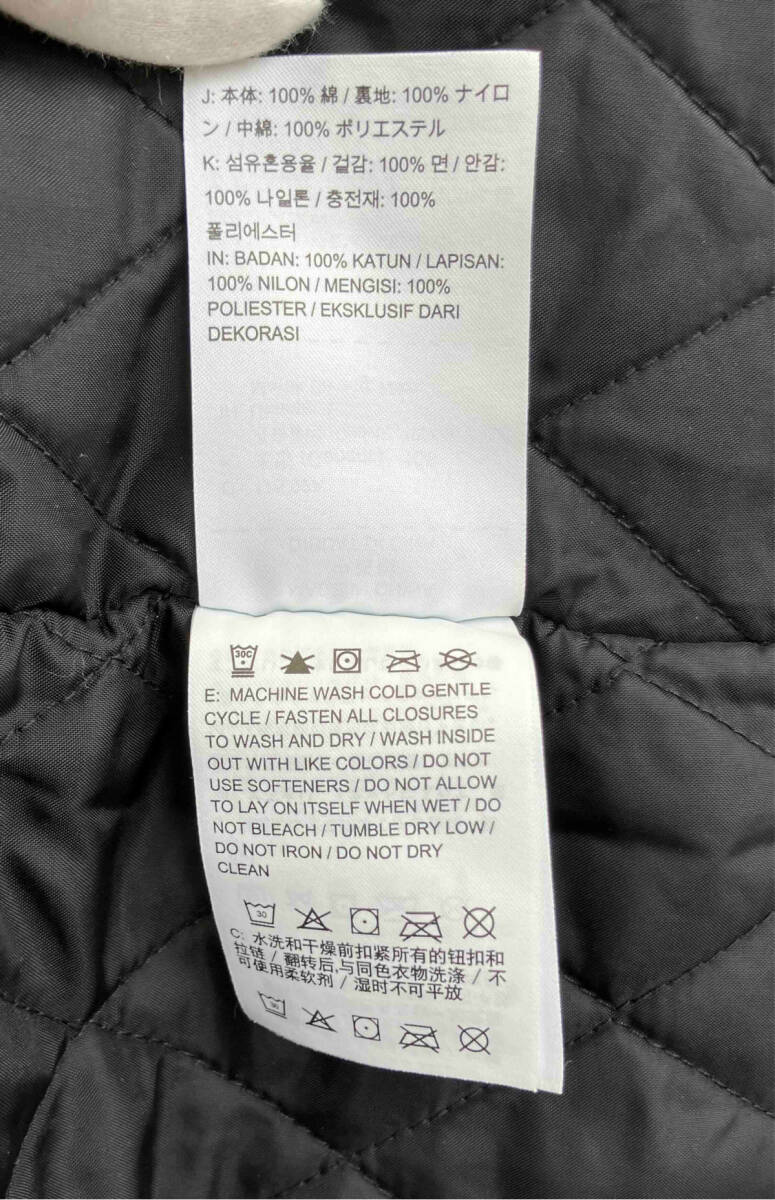 J: 本体: 100% 綿 / 裏地: 100% ナイロ
ン / 中綿: 100% ポリエステル
K: 섬유혼용율 / 겉감: 100% 면 / 안감:
100% 나일론 / 충전재: 100%
폴리에스터
IN: BADAN: 100% KATUN / LAPISAN:
100% NILON / MENGISI: 100%
POLIESTER / EKSKLUSIF DARI
DEKORASI
30C
E: MACHINE WASH COLD GENTLE
CYCLE / FASTEN ALL CLOSURES
TO WASH AND DRY / WASH INSIDE
OUT WITH LIKE COLORS / DO NOT
USE SOFTENERS / DO NOT ALLOW
TO LAY ON ITSELF WHEN WET / DO
NOT BLEACH / TUMBLE DRY LOW /
DO NOT IRON / DO NOT DRY
CLEAN
30
C: 水洗和干燥前扣紧所有的钮扣和
拉链 / 翻转后,与同色衣物洗涤 / 不
可使用柔软剂 / 湿时不可平放
30